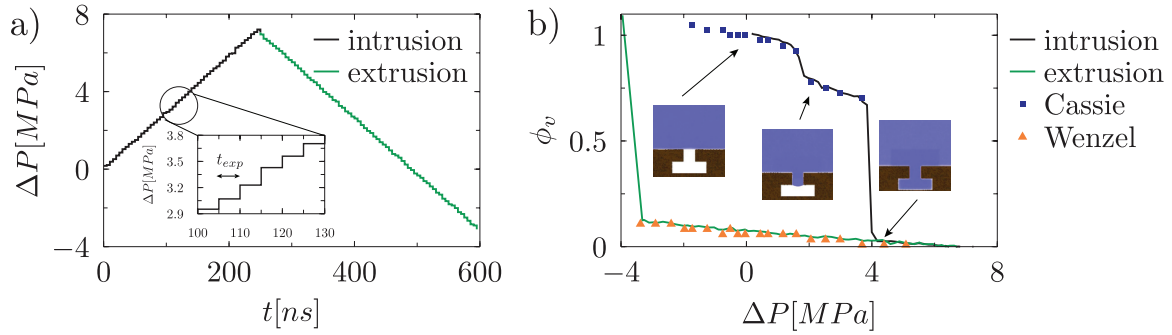 a)
ΔP[MPa]
8
4
0
−4
intrusion
extrusion
ΔP[MPa]
3.8
3.5
3.2
2.9
t_exp
100 110 120 130
0 200 400 600
t[ns]
b)
ϕ_v
1
0.5
0
−4 0 4 8
ΔP[MPa]
intrusion
extrusion
Cassie
Wenzel